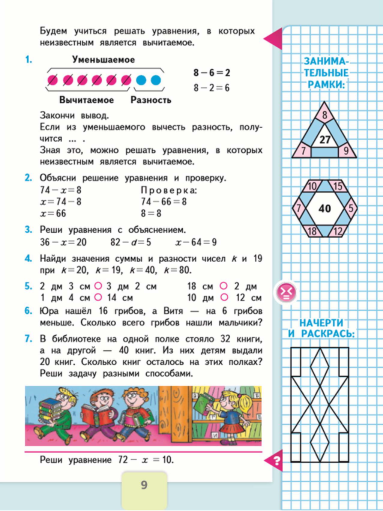 Будем учиться решать уравнения, в которых
неизвестным является вычитаемое.
1.
Уменьшаемое
Вычитаемое Разность
8 − 6 = 2
8 − 2 = 6
Закончи вывод.
Если из уменьшаемого вычесть разность, полу-
чится ... .
Зная это, можно решать уравнения, в которых
неизвестным является вычитаемое.
2. Объясни решение уравнения и проверку.
74 − x = 8 Проверка:
x = 74 − 8 74 − 66 = 8
x = 66 8 = 8
3. Реши уравнения с объяснением.
36 − x = 20 82 − d = 5 x − 64 = 9
4. Найди значения суммы и разности чисел k и 19
при k = 20, k = 19, k = 40, k = 80.
5. 2 дм 3 см ○ 3 дм 2 см 18 см ○ 2 дм
1 дм 4 см ○ 14 см 10 дм ○ 12 см
6. Юра нашёл 16 грибов, а Витя — на 6 грибов
меньше. Сколько всего грибов нашли мальчики?
7. В библиотеке на одной полке стояло 32 книги,
а на другой — 40 книг. Из них детям выдали
20 книг. Сколько книг осталось на этих полках?
Реши задачу разными способами.
Реши уравнение 72 − x = 10.
?
9
ЗАНИМА-
ТЕЛЬНЫЕ
РАМКИ:
8
27
7 9
10 15
40
5 7
18 12
НАЧЕРТИ
И РАСКРАСЬ: